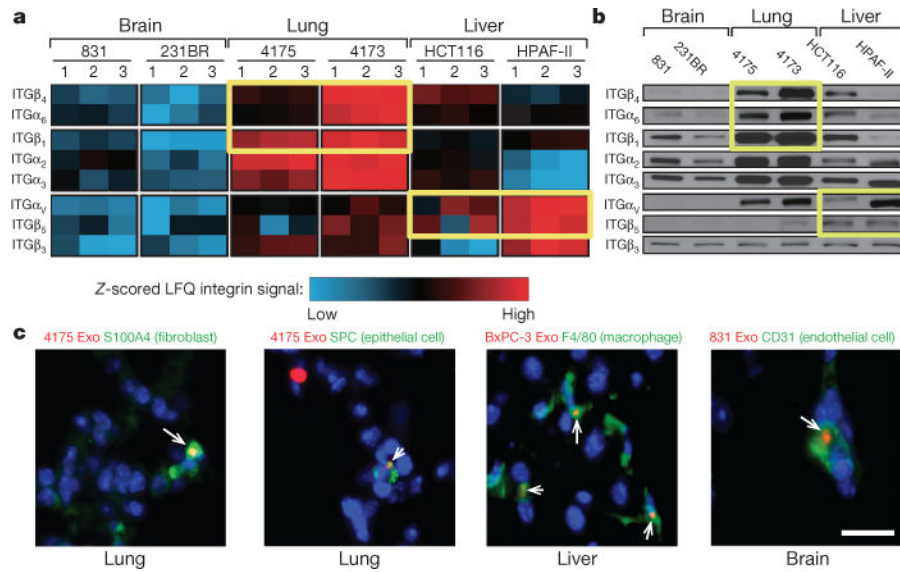 a
Brain Lung Liver
831 231BR 4175 4173 HCT116 HPAF-II
1 2 3 1 2 3 1 2 3 1 2 3 1 2 3 1 2 3
ITGβ4
ITGα6
ITGβ1
ITGα2
ITGα3
ITGαV
ITGβ5
ITGβ3
Z-scored LFQ integrin signal:
Low High
b
Brain Lung Liver
831 231BR 4175 4173 HCT116 HPAF-II
ITGβ4
ITGα6
ITGβ1
ITGα2
ITGα3
ITGαV
ITGβ5
ITGβ3
c
4175 Exo S100A4 (fibroblast)
Lung
4175 Exo SPC (epithelial cell)
Lung
BxPC-3 Exo F4/80 (macrophage)
Liver
831 Exo CD31 (endothelial cell)
Brain